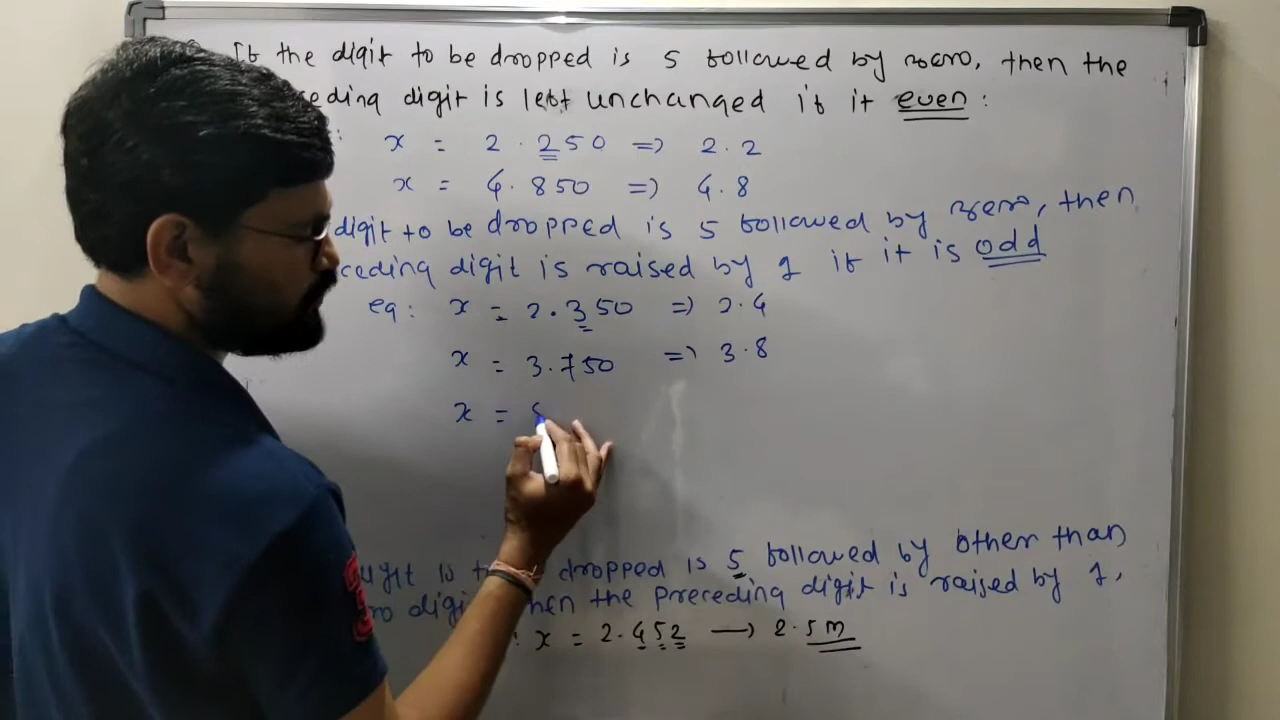 If the digit to be dropped is 5 followed by zero, then the
eding digit is left unchanged if it even :
: x = 2.250 => 2.2
x = 4.850 => 4.8
digit to be dropped is 5 followed by zero, then
ceding digit is raised by 1 if it is odd
eg: x = 2.350 => 2.4
x = 3.750 => 3.8
x =
dropped is 5 followed by other than
digi then the preceding digit is raised by 1.
: x = 2.452 —> 2.5m